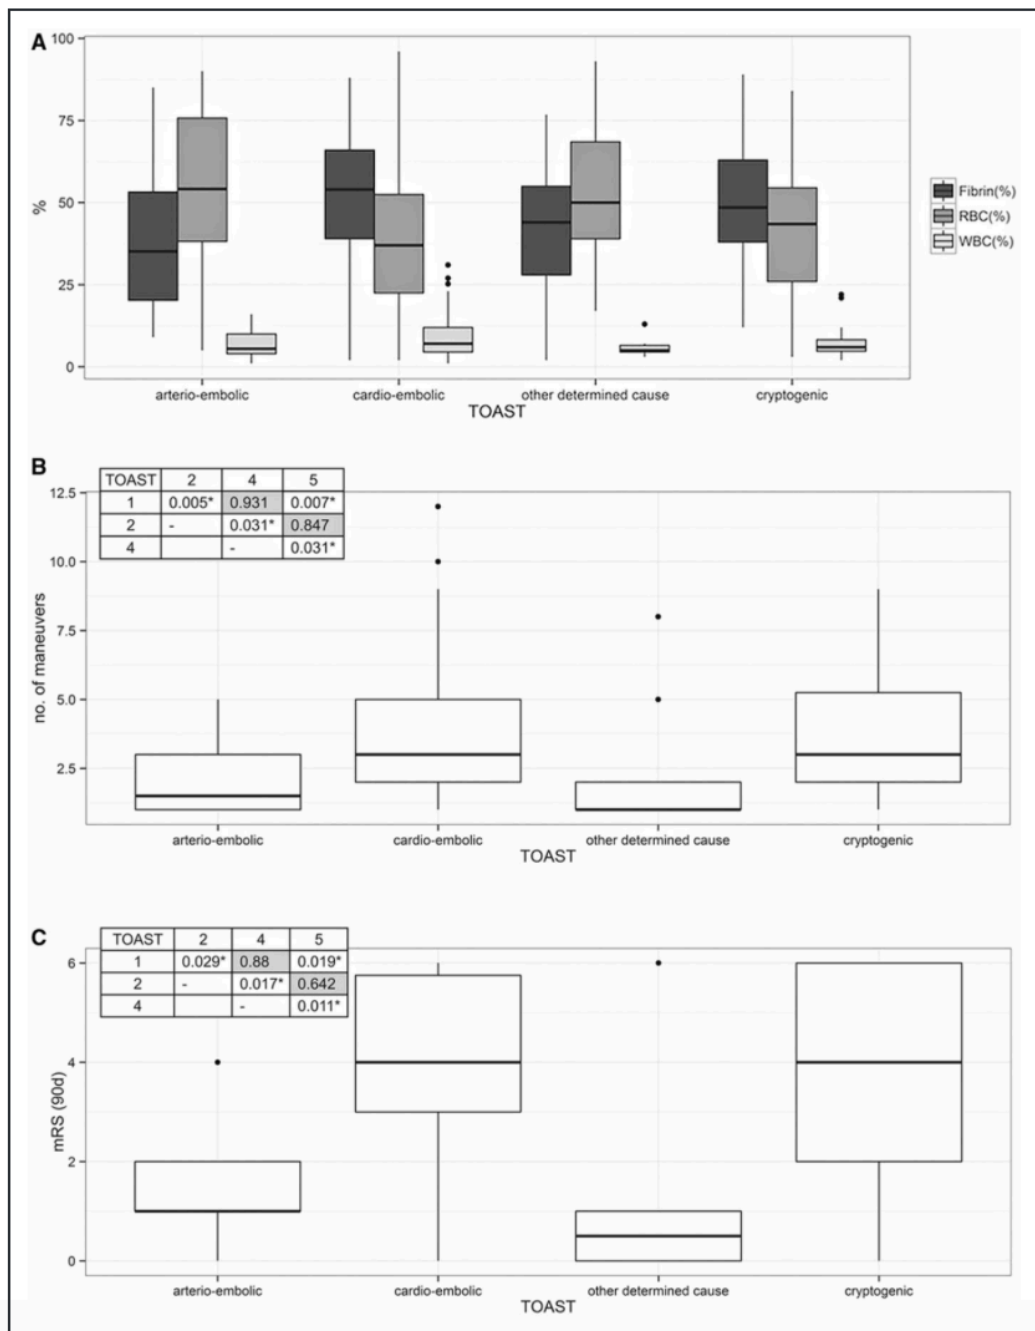 A
100
75
50
25
0
%
arterio-embolic cardio-embolic other determined cause cryptogenic
TOAST
Fibrin(%)
RBC(%)
WBC(%)
B
TOAST 2 4 5
1 0.005* 0.931 0.007*
2 - 0.031* 0.847
4 - 0.031*
12.5
10.0
7.5
5.0
2.5
no. of maneuvers
arterio-embolic cardio-embolic other determined cause cryptogenic
TOAST
C
TOAST 2 4 5
1 0.029* 0.88 0.019*
2 - 0.017* 0.642
4 - 0.011*
6
4
2
0
mRS (90d)
arterio-embolic cardio-embolic other determined cause cryptogenic
TOAST